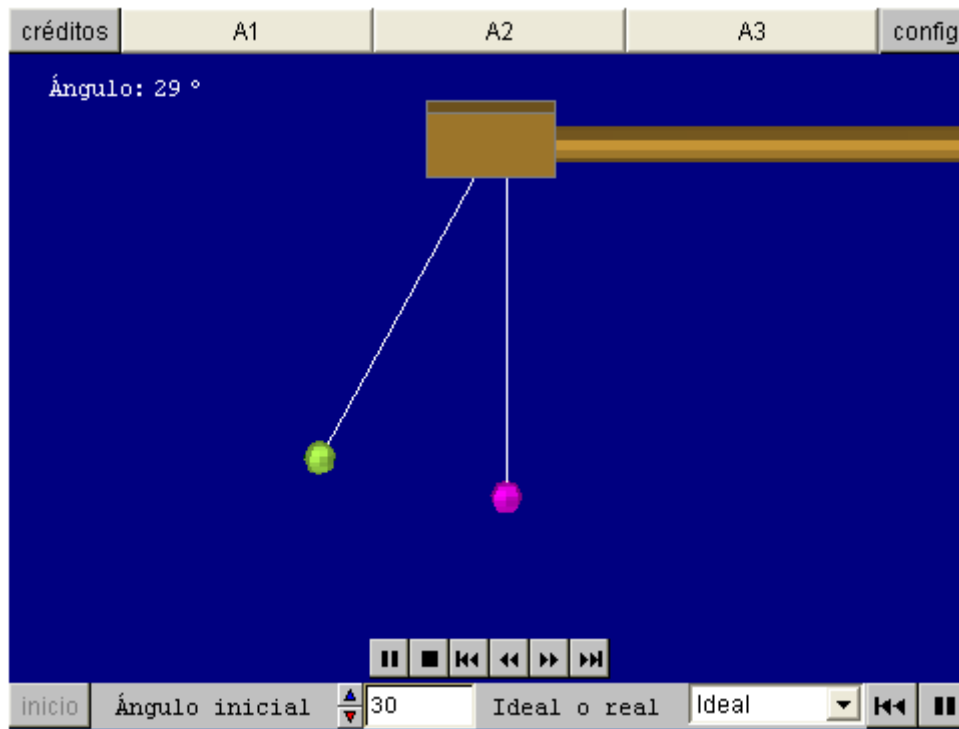 créditos A1 A2 A3 config
Ángulo: 29 °
inicio Ángulo inicial 30 Ideal o real Ideal